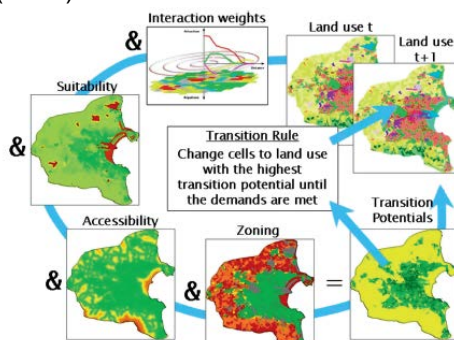 Interaction weights
&
Land use t
Land use
t+1
Suitability
&
Transition Rule
Change cells to land use
with the highest
transition potential until
the demands are met
Transition
Potentials
Accessibility
Zoning
&
&
=